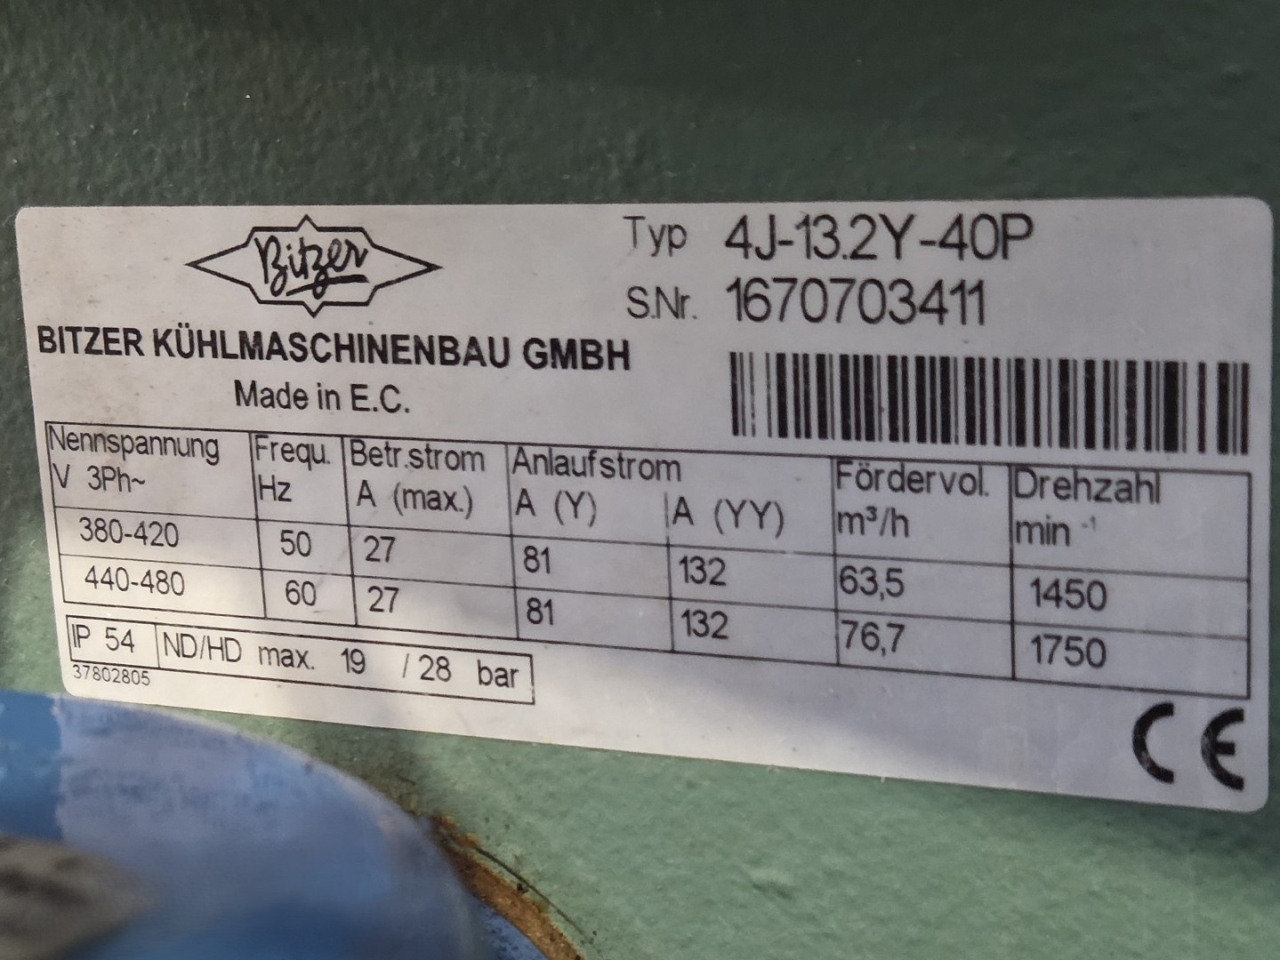 Bitzer
Typ 4J-13.2Y-40P
S.Nr. 1670703411
BITZER KÜHLMASCHINENBAU GMBH
Made in E.C.
Nennspannung Frequ. Betr.strom Anlaufstrom Fördervol. Drehzahl
V 3Ph~ Hz A (max.) A (Y) A (YY) m³/h min -1
380-420 50 27 81 132 63,5 1450
440-480 60 27 81 132 76,7 1750
IP 54 ND/HD max. 19 / 28 bar
37802805
CE